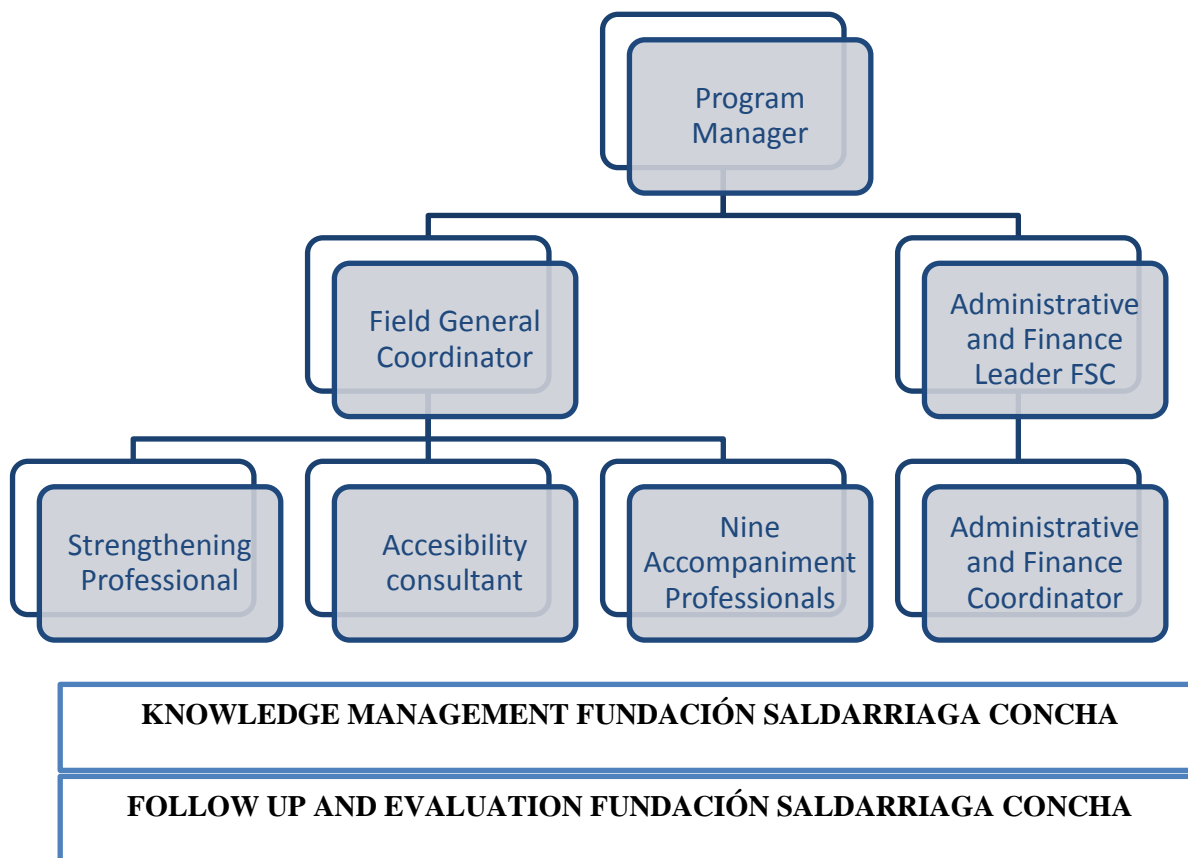 Program
Manager
Field General
Coordinator
Administrative
and Finance
Leader FSC
Strengthening
Professional
Accesibility
consultant
Nine
Accompaniment
Professionals
Administrative
and Finance
Coordinator
KNOWLEDGE MANAGEMENT FUNDACIÓN SALDARRIAGA CONCHA
FOLLOW UP AND EVALUATION FUNDACIÓN SALDARRIAGA CONCHA